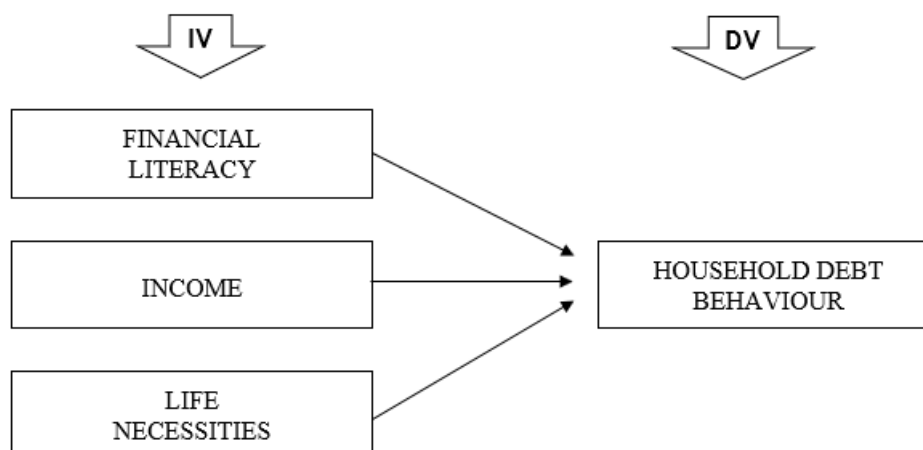 IV
DV
FINANCIAL
LITERACY
INCOME
HOUSEHOLD DEBT
BEHAVIOUR
LIFE
NECESSITIES